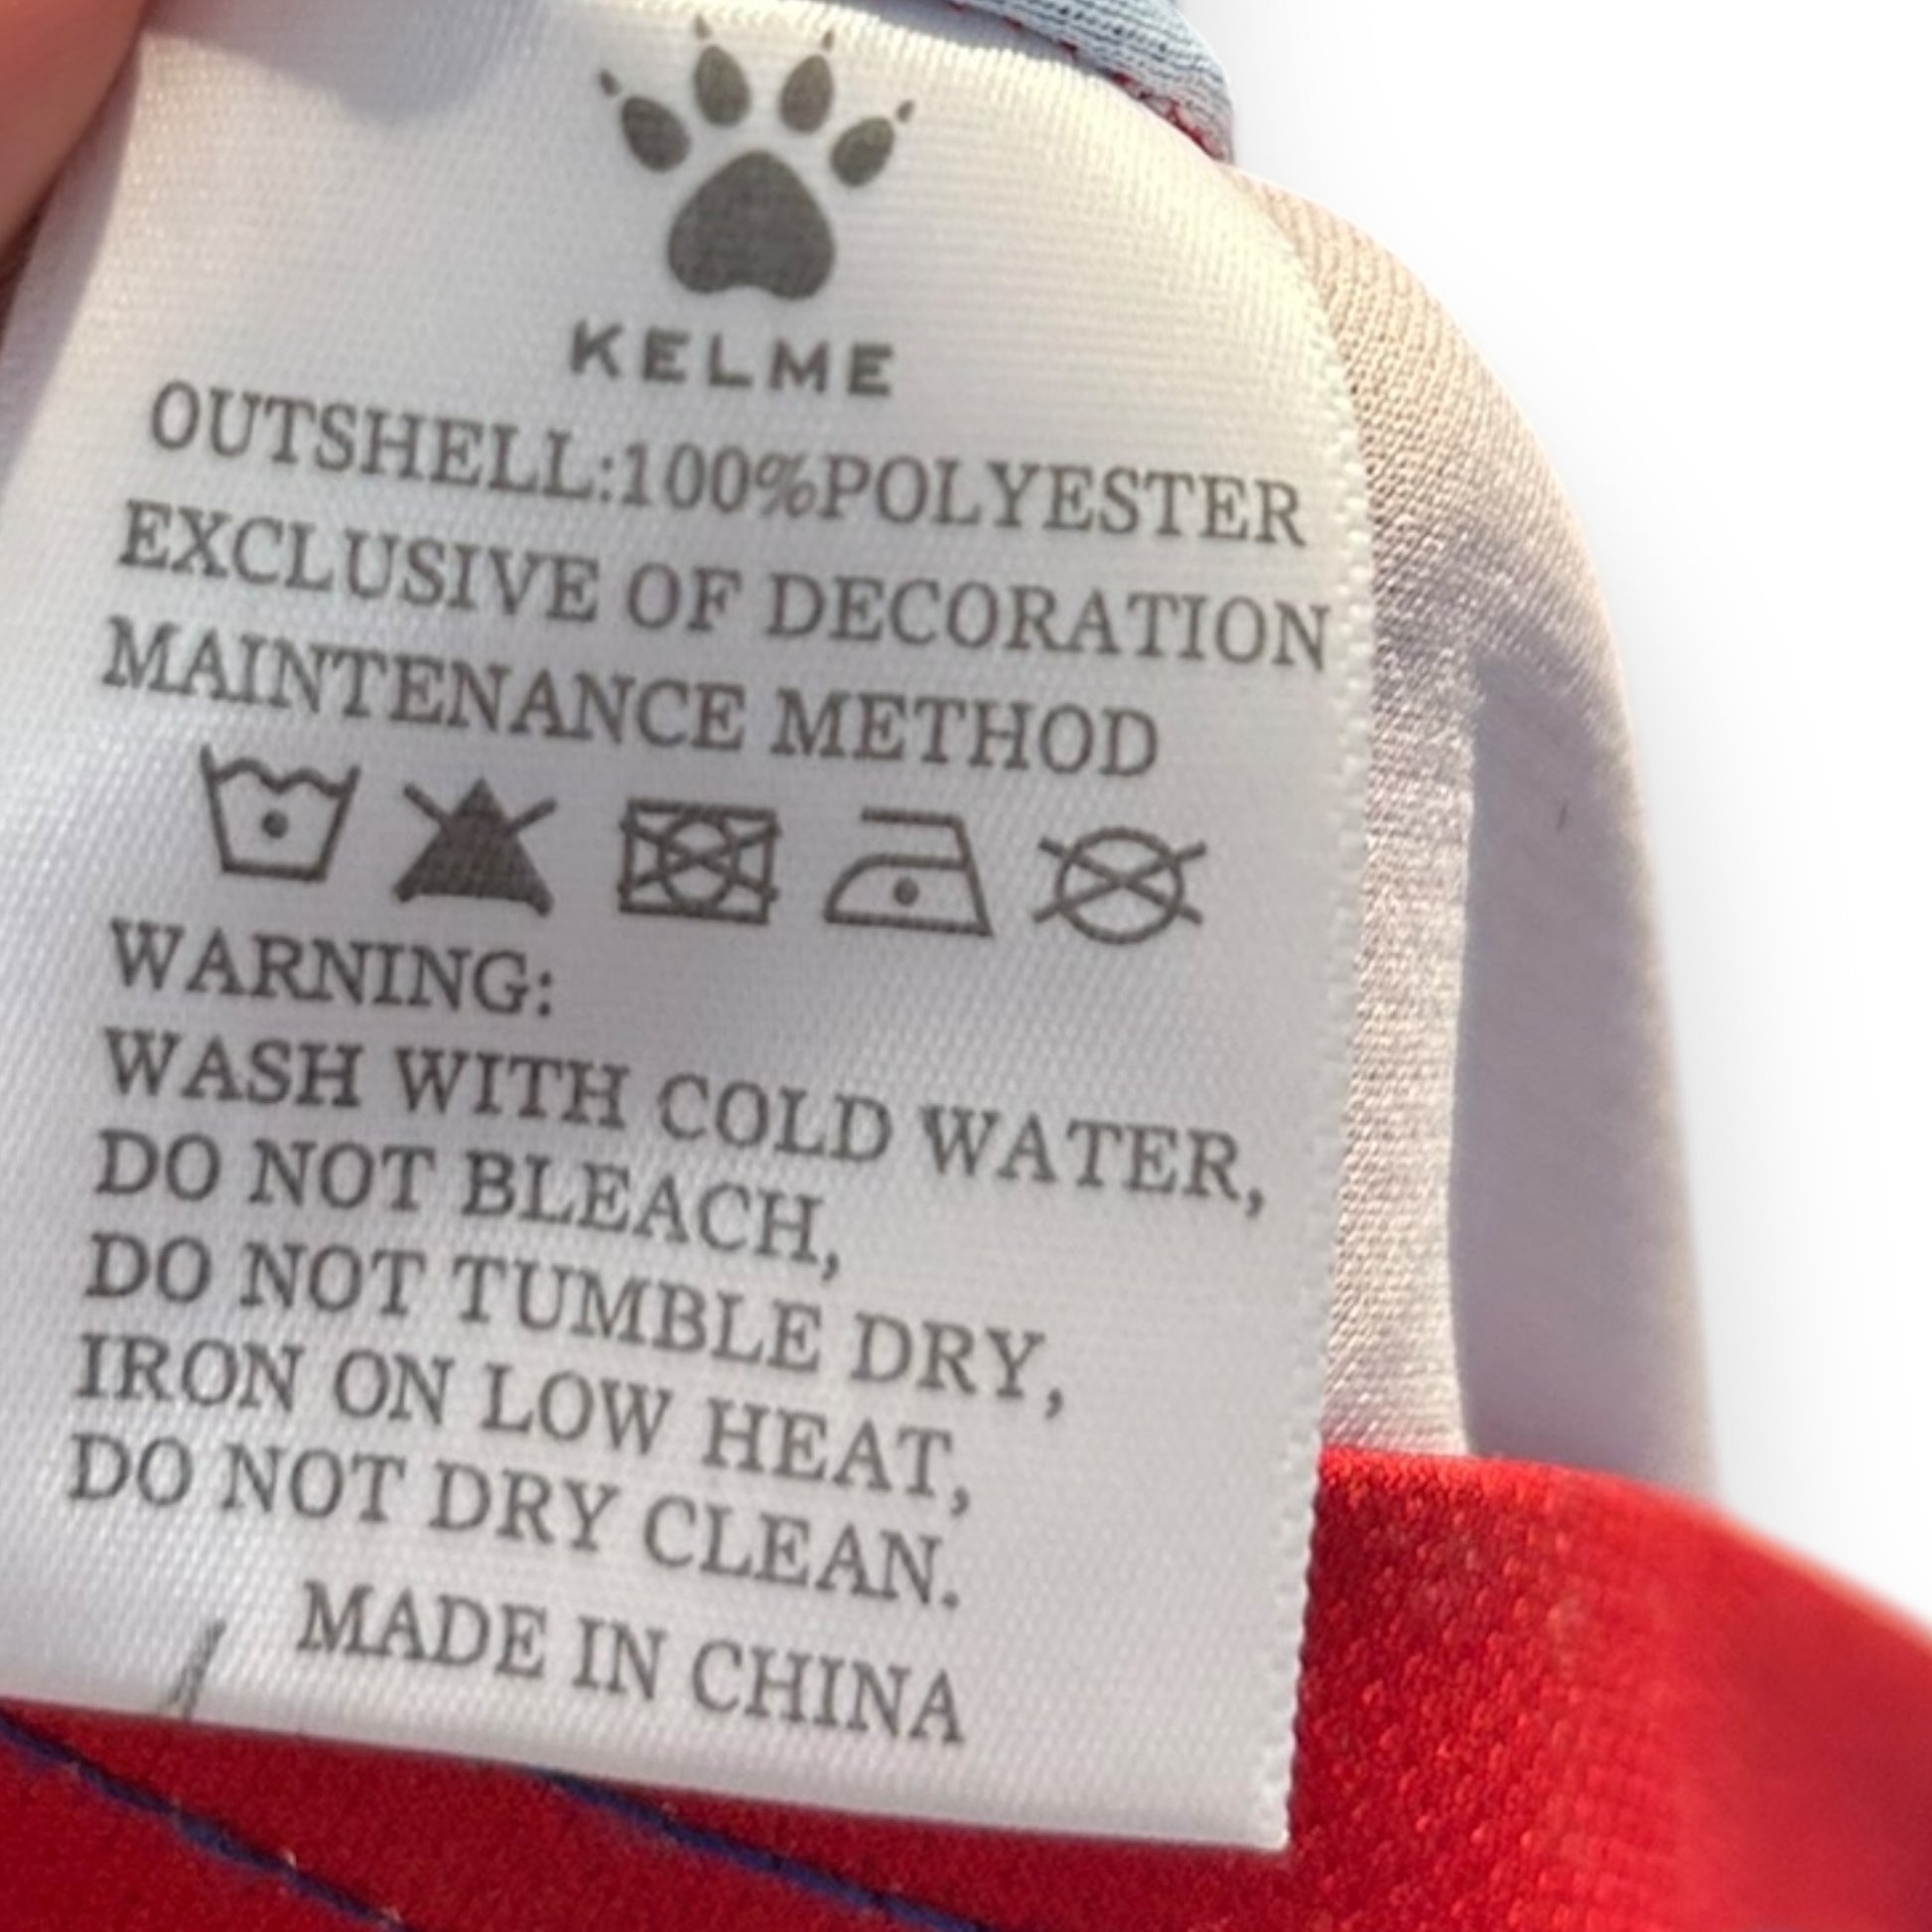 KELME
OUTSHELL:100%POLYESTER
EXCLUSIVE OF DECORATION
MAINTENANCE METHOD
WARNING:
WASH WITH COLD WATER,
DO NOT BLEACH,
DO NOT TUMBLE DRY,
IRON ON LOW HEAT,
DO NOT DRY CLEAN.
MADE IN CHINA